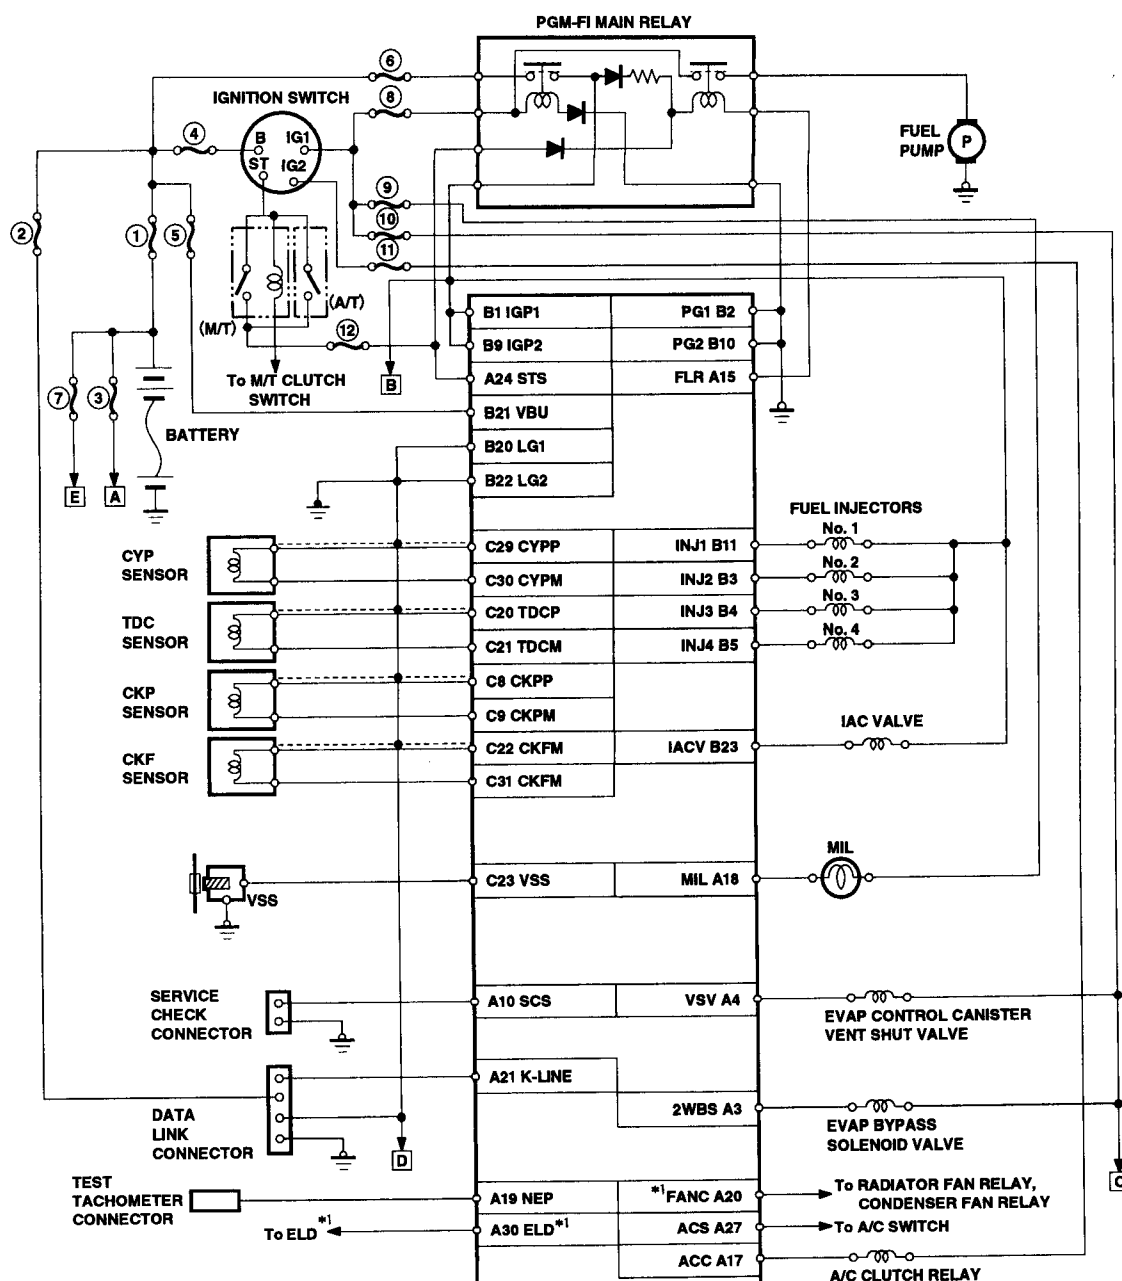 PGM-FI MAIN RELAY
6
IGNITION SWITCH
8
4
B
IG1
ST
IG2
FUEL
PUMP
P
9
10
11
2
1
5
(A/T)
(M/T)
12
To M/T CLUTCH
SWITCH
B
7
3
BATTERY
E
A
B1 IGP1
PG1 B2
B9 IGP2
PG2 B10
A24 STS
FLR A15
B21 VBU
B20 LG1
B22 LG2
FUEL INJECTORS
No. 1
No. 2
No. 3
No. 4
CYP
SENSOR
C29 CYPP
INJ1 B11
C30 CYPM
INJ2 B3
TDC
SENSOR
C20 TDCP
INJ3 B4
C21 TDCM
INJ4 B5
CKP
SENSOR
C8 CKPP
C9 CKPM
IAC VALVE
CKF
SENSOR
C22 CKFM
IACV B23
C31 CKFM
MIL
VSS
C23 VSS
MIL A18
SERVICE
CHECK
CONNECTOR
A10 SCS
VSV A4
EVAP CONTROL CANISTER
VENT SHUT VALVE
A21 K-LINE
DATA
LINK
CONNECTOR
2WBS A3
EVAP BYPASS
SOLENOID VALVE
D
C
TEST
TACHOMETER
CONNECTOR
A19 NEP
*1 FANC A20
To RADIATOR FAN RELAY,
CONDENSER FAN RELAY
To ELD *1
A30 ELD*1
ACS A27
To A/C SWITCH
ACC A17
A/C CLUTCH RELAY